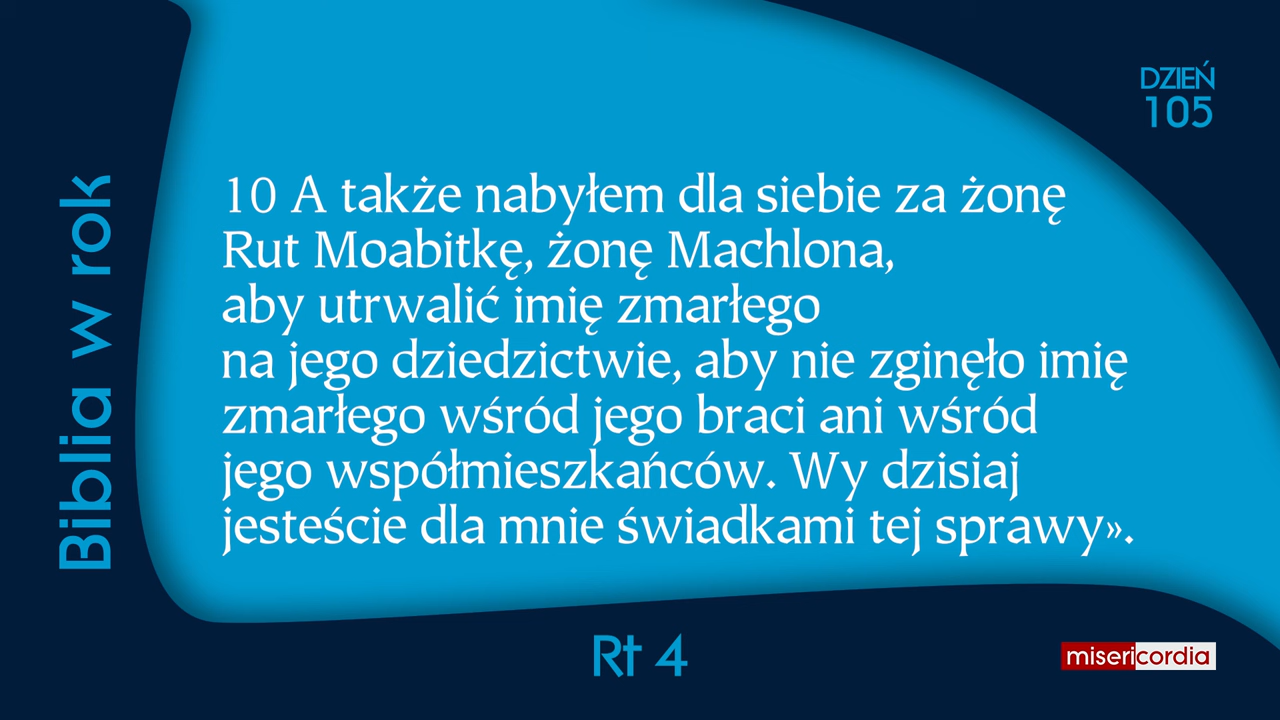 DZIEŃ
105
Biblia w rok
10 A także nabyłem dla siebie za żonę
Rut Moabitkę, żonę Machlona,
aby utrwalić imię zmarłego
na jego dziedzictwie, aby nie zginęło imię
zmarłego wśród jego braci ani wśród
jego współmieszkańców. Wy dzisiaj
jesteście dla mnie świadkami tej sprawy».
Rt 4
misericordia